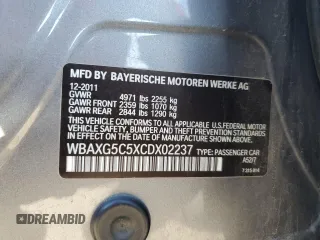 MFD BY BAYERISCHE MOTOREN WERKE AG
12-2011
GVWR 4971 lbs 2255 kg
GAWR FRONT 2359 lbs 1070 kg
GAWR REAR 2844 lbs 1290 kg
THIS VEHICLE CONFORMS TO ALL APPLICABLE U.S. FEDERAL MOTOR
VEHICLE SAFETY, BUMPER AND THEFT PREVENTION STANDARDS
IN EFFECT ON THE DATE OF MANUFACTURE SHOWN ABOVE.
WBAXG5C5XCDX02237 TYPE: PASSENGER CAR
A52/7
DREAMBID